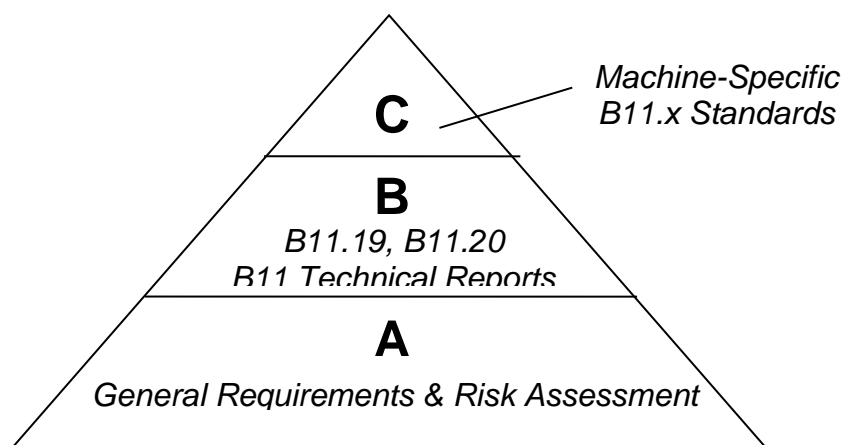 C
Machine-Specific
B11.x Standards
B
B11.19, B11.20
B11 Technical Reports
A
General Requirements & Risk Assessment